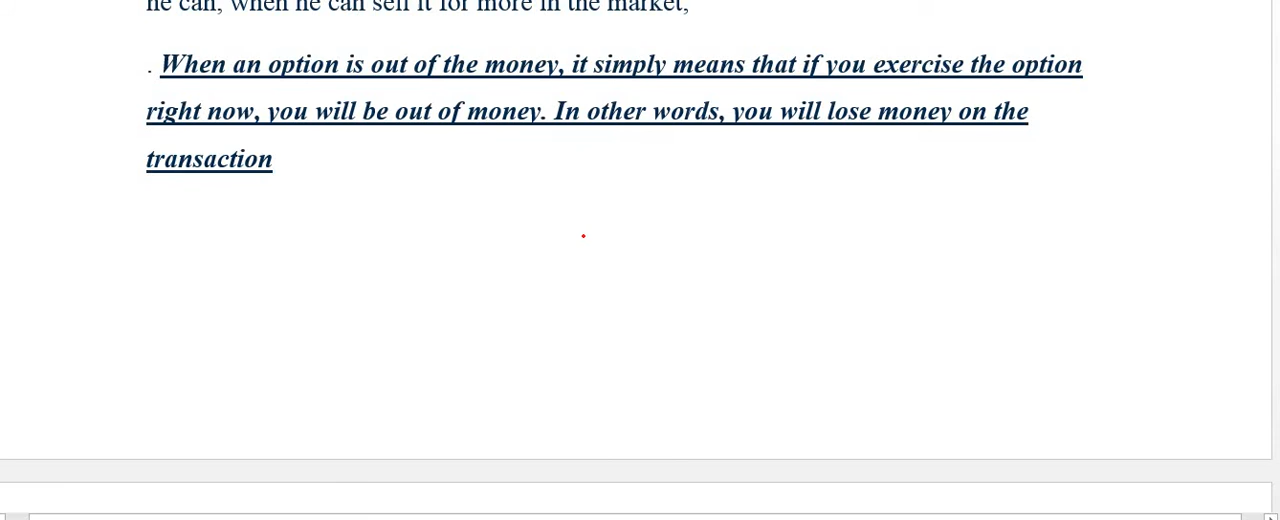 he can, when he can sell it for more in the market,
. When an option is out of the money, it simply means that if you exercise the option
right now, you will be out of money. In other words, you will lose money on the
transaction